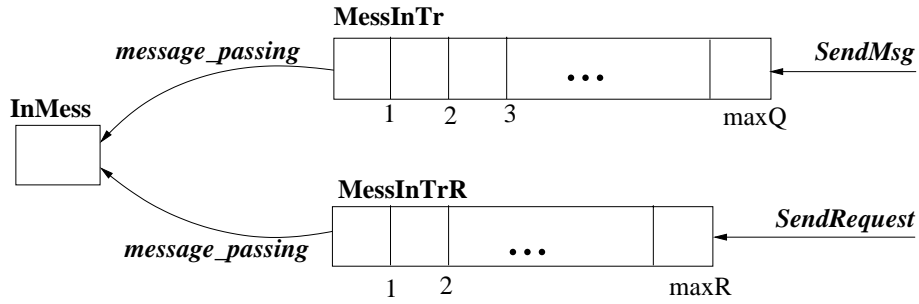 MessInTr
message_passing
SendMsg
InMess
1 2 3 ... maxQ
MessInTrR
SendRequest
message_passing
1 2 ... maxR